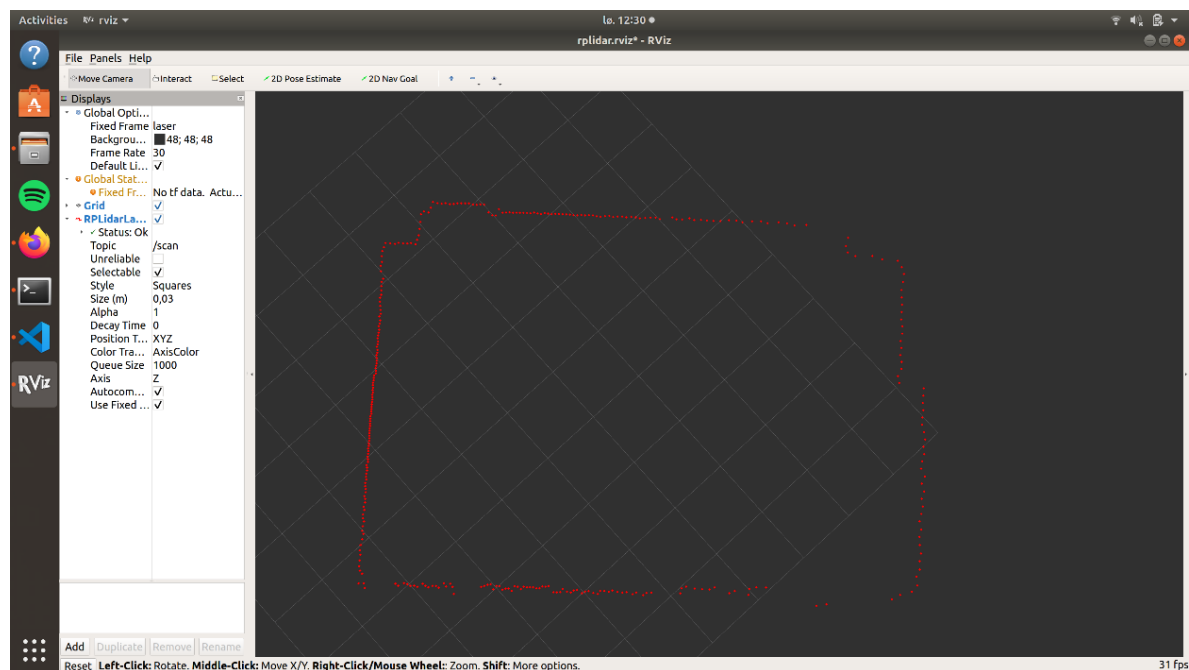 Activities RViz rviz ▾ lø. 12:30
rplidar.rviz* - RViz
File Panels Help
Move Camera Interact Select 2D Pose Estimate 2D Nav Goal
Displays
Global Opti...
Fixed Frame laser
Backgrou... 48; 48; 48
Frame Rate 30
Default Li... ✓
Global Stat...
Fixed Fr... No tf data. Actu...
Grid ✓
RPLidarLa... ✓
✓ Status: Ok
Topic /scan
Unreliable
Selectable ✓
Style Squares
Size (m) 0,03
Alpha 1
Decay Time 0
Position T... XYZ
Color Tra... AxisColor
Queue Size 1000
Axis Z
Autocom... ✓
Use Fixed ... ✓
RViz
Add Duplicate Remove Rename
Reset Left-Click: Rotate. Middle-Click: Move X/Y. Right-Click/Mouse Wheel:: Zoom. Shift: More options. 31 fps